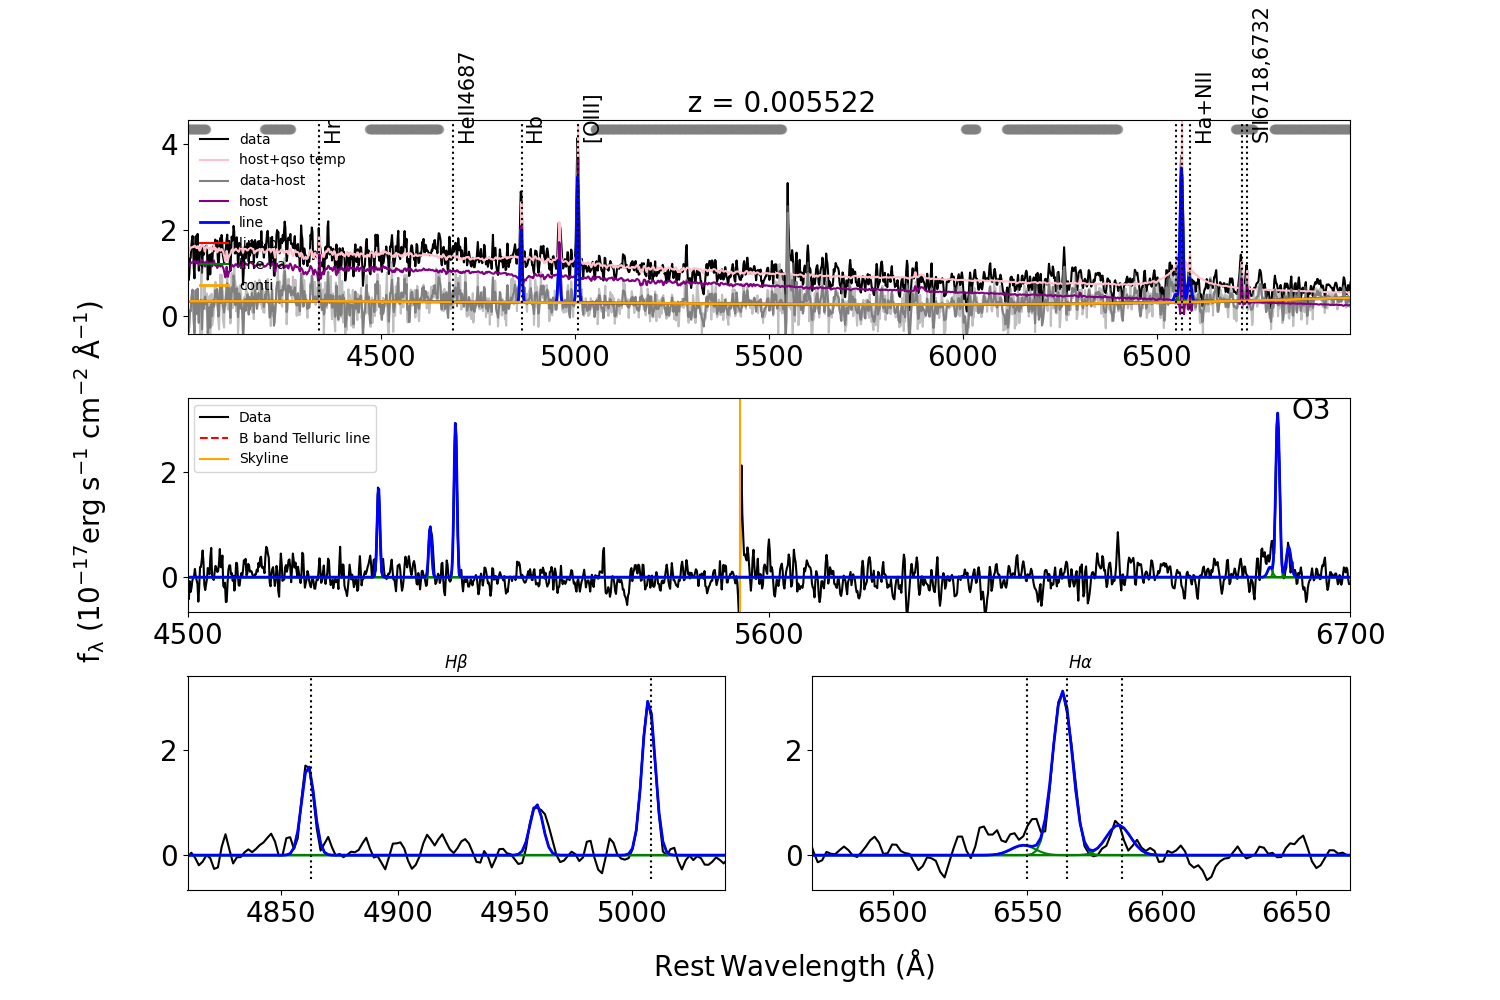 z = 0.005522
Hr
HeII4687
Hb
[OIII]
Ha+NII
SII6718,6732
data
host+qso temp
data-host
host
line
conti
4
2
0
4500
5000
5500
6000
6500
fλ (10⁻¹⁷erg s⁻¹ cm⁻² Å⁻¹)
Data
B band Telluric line
Skyline
O3
2
0
4500
5600
6700
Hβ
2
0
4850
4900
4950
5000
Hα
2
0
6500
6550
6600
6650
Rest Wavelength (Å)